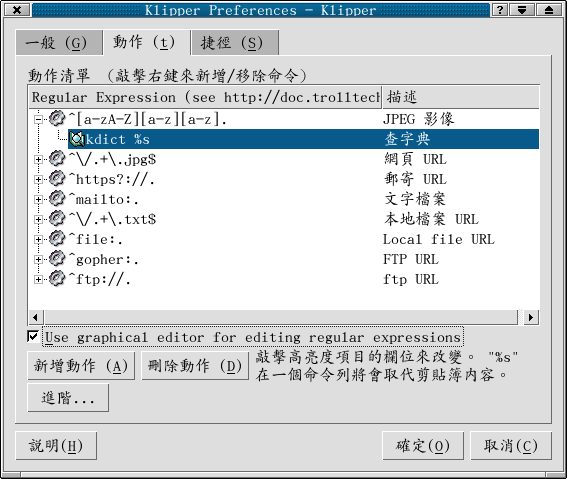 Klipper Preferences - Klipper
一般 (G) 動作 (t) 捷徑 (S)
動作清單 (敲擊右鍵來新增/移除命令)
Regular Expression (see http://doc.trolltech 描述
^[a-zA-Z][a-z][a-z]. JPEG 影像
kdict %s 查字典
^\/.+\..jpg$ 網頁 URL
^https?://. 郵寄 URL
^mailto:. 文字檔案
^\/.+\.txt$ 本地檔案 URL
^file:. Local file URL
^gopher:. FTP URL
^ftp://. ftp URL
Use graphical editor for editing regular expressions
新增動作 (A) 刪除動作 (D) 敲擊高亮度項目的欄位來改變。 "%s"
在一個命令列將會取代剪貼簿內容。
進階...
說明(H) 確定(O) 取消(C)